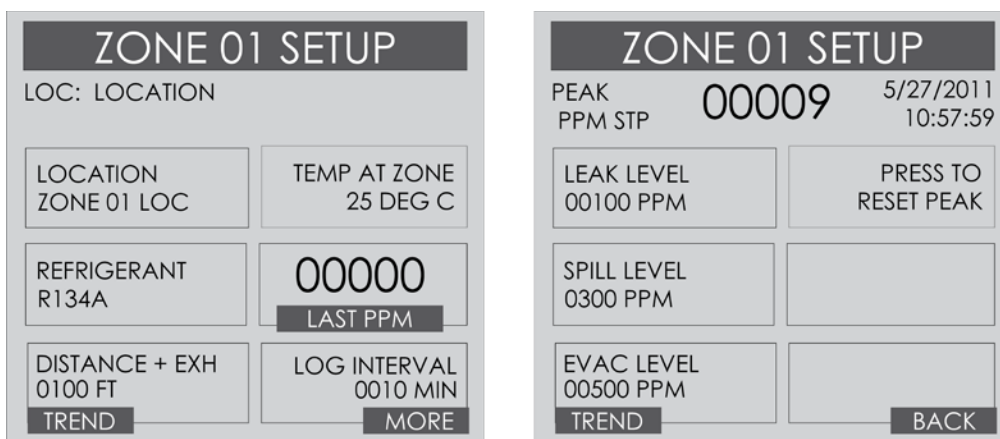 ZONE 01 SETUP
LOC: LOCATION
LOCATION
ZONE 01 LOC
TEMP AT ZONE
25 DEG C
REFRIGERANT
R134A
00000
LAST PPM
DISTANCE + EXH
0100 FT
TREND
LOG INTERVAL
0010 MIN
MORE
ZONE 01 SETUP
PEAK
PPM STP
00009
5/27/2011
10:57:59
LEAK LEVEL
00100 PPM
PRESS TO
RESET PEAK
SPILL LEVEL
0300 PPM
EVAC LEVEL
00500 PPM
TREND
BACK